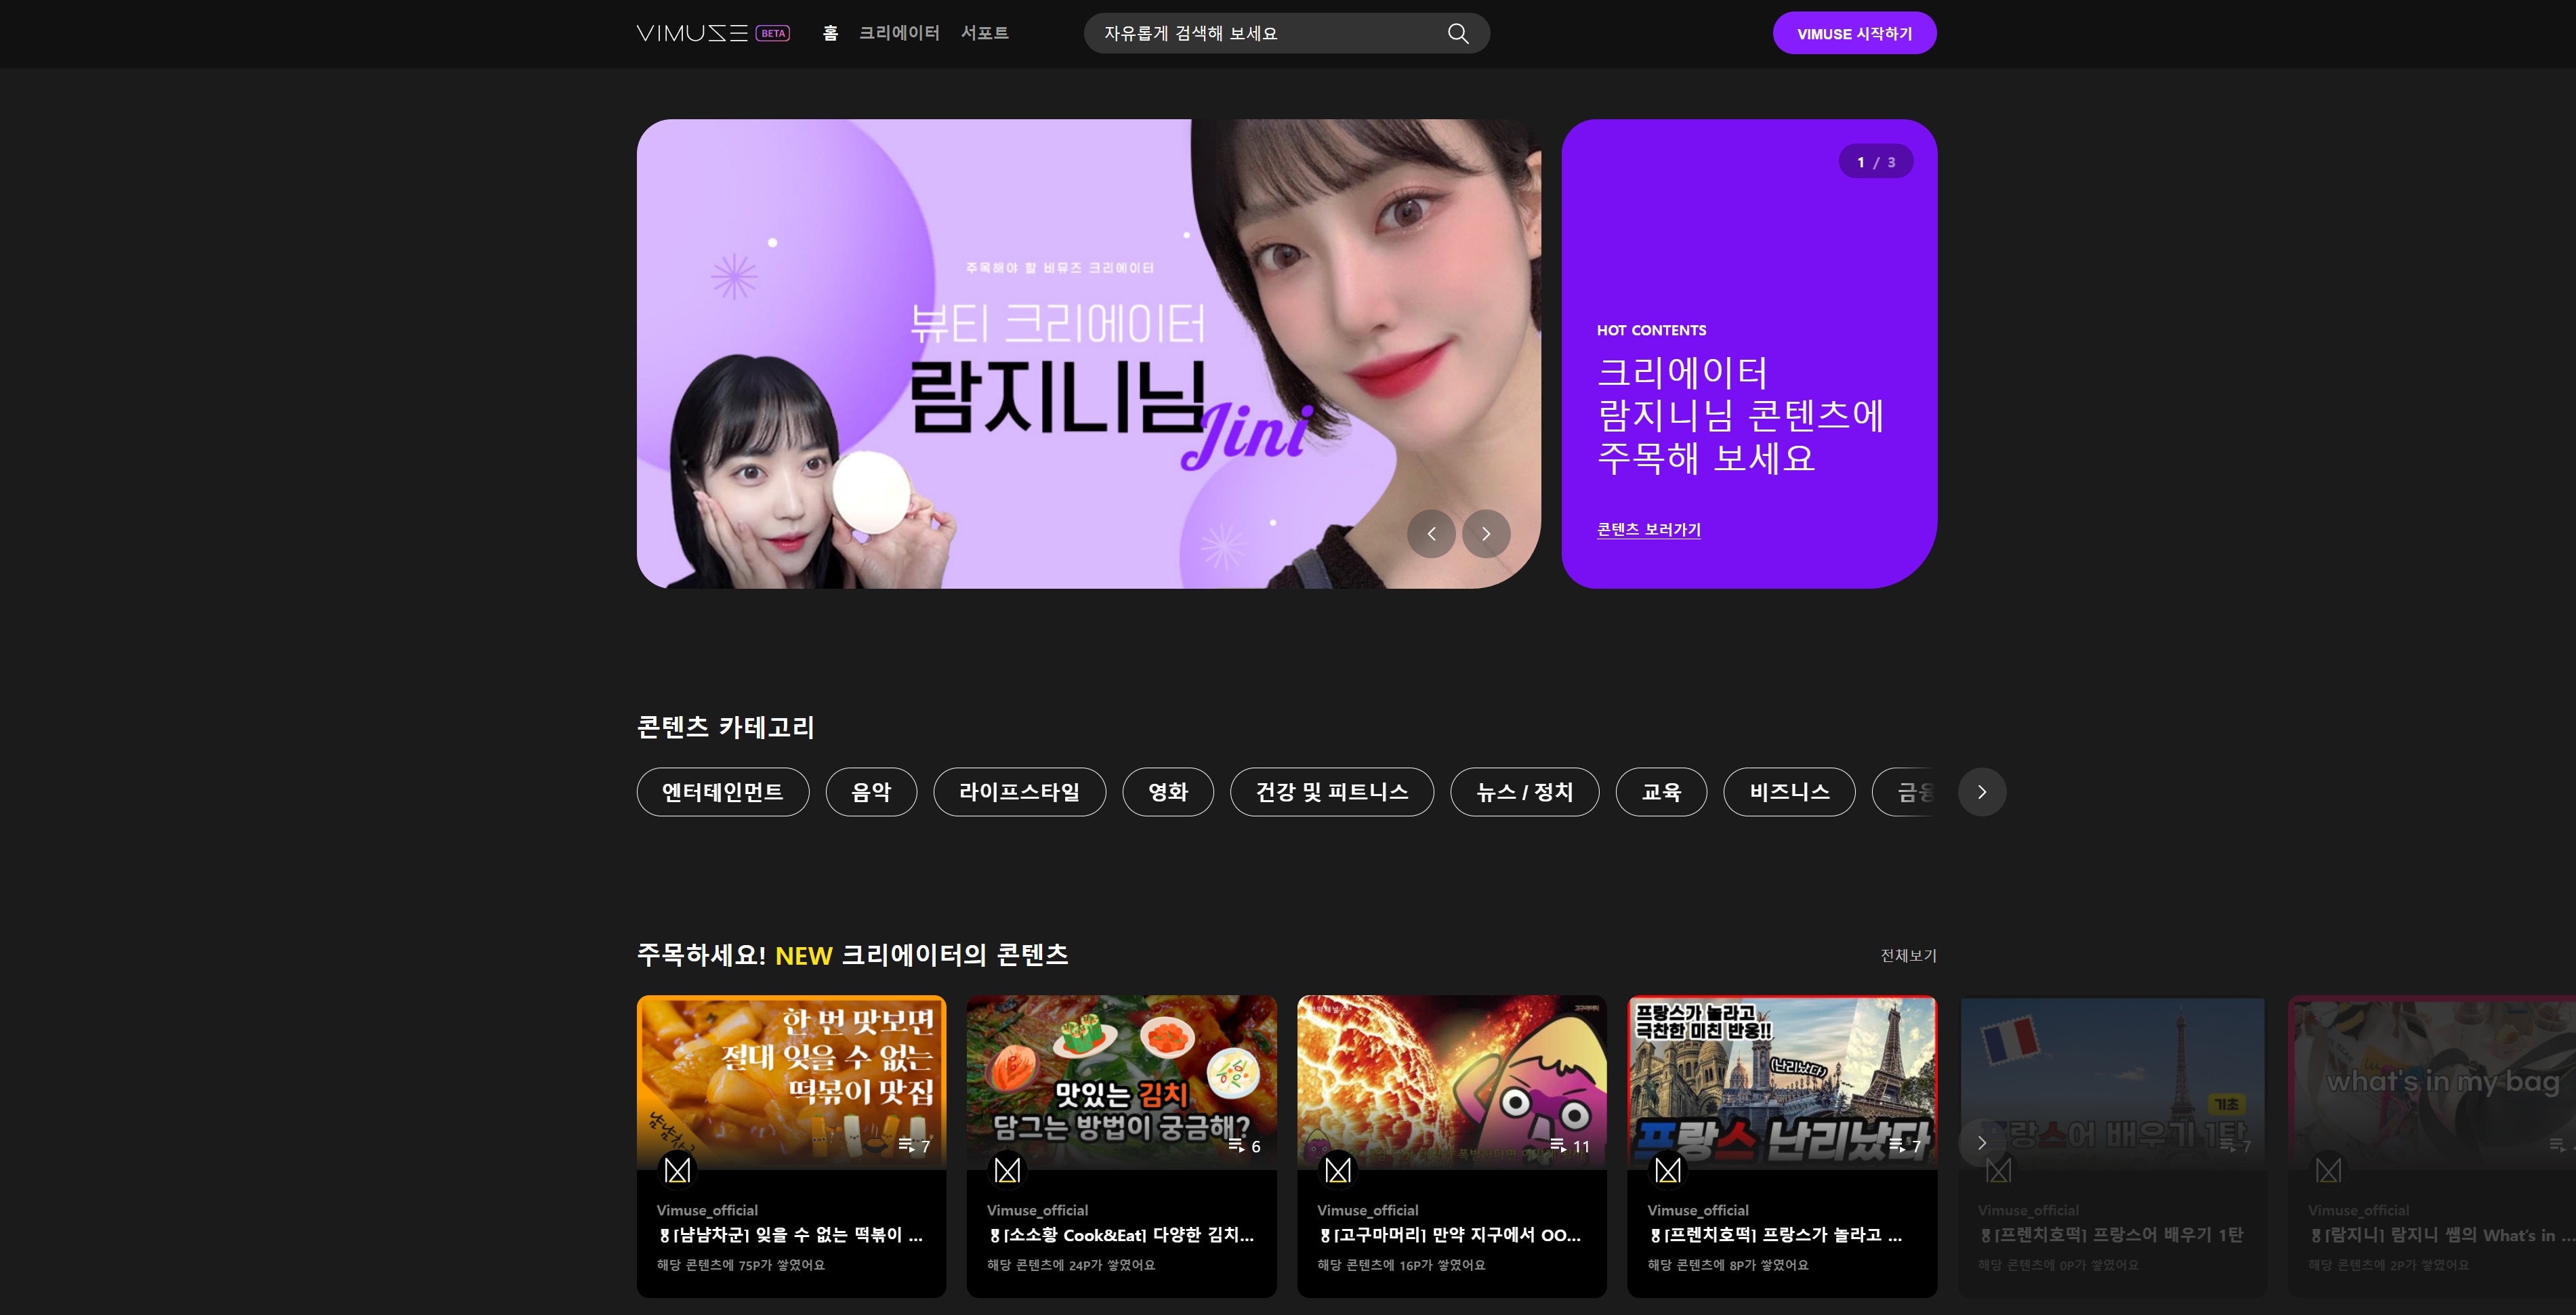 VIMUSE BETA 홈 크리에이터 서포트 자유롭게 검색해 보세요 VIMUSE 시작하기
주목해야 할 비뮤즈 크리에이터
뷰티 크리에이터
람지니님
Jini
1 / 3
HOT CONTENTS
크리에이터
람지니님 콘텐츠에
주목해 보세요
콘텐츠 보러가기
콘텐츠 카테고리
엔터테인먼트 음악 라이프스타일 영화 건강 및 피트니스 뉴스 / 정치 교육 비즈니스 금융
주목하세요! NEW 크리에이터의 콘텐츠 전체보기
한 번 맛보면
절대 잊을 수 없는
떡볶이 맛집
냠냠차군
7
Vimuse_official
[냠냠차군] 잊을 수 없는 떡볶이 ...
해당 콘텐츠에 75P가 쌓였어요
맛있는 김치
담그는 방법이 궁금해?
6
Vimuse_official
[소소황 Cook&Eat] 다양한 김치...
해당 콘텐츠에 24P가 쌓였어요
고구마머리
11
Vimuse_official
[고구마머리] 만약 지구에서 OO...
해당 콘텐츠에 16P가 쌓였어요
프랑스가 놀라고
극찬한 미친 반응!!
(난리났다)
프랑스 난리났다
7
Vimuse_official
[프렌치호떡] 프랑스가 놀라고 ...
해당 콘텐츠에 8P가 쌓였어요
기초
프랑스어 배우기 1탄
7
Vimuse_official
[프렌치호떡] 프랑스어 배우기 1탄
해당 콘텐츠에 0P가 쌓였어요
what's in my bag
Vimuse_official
[람지니] 람지니 쌤의 What's in ...
해당 콘텐츠에 2P가 쌓였어요